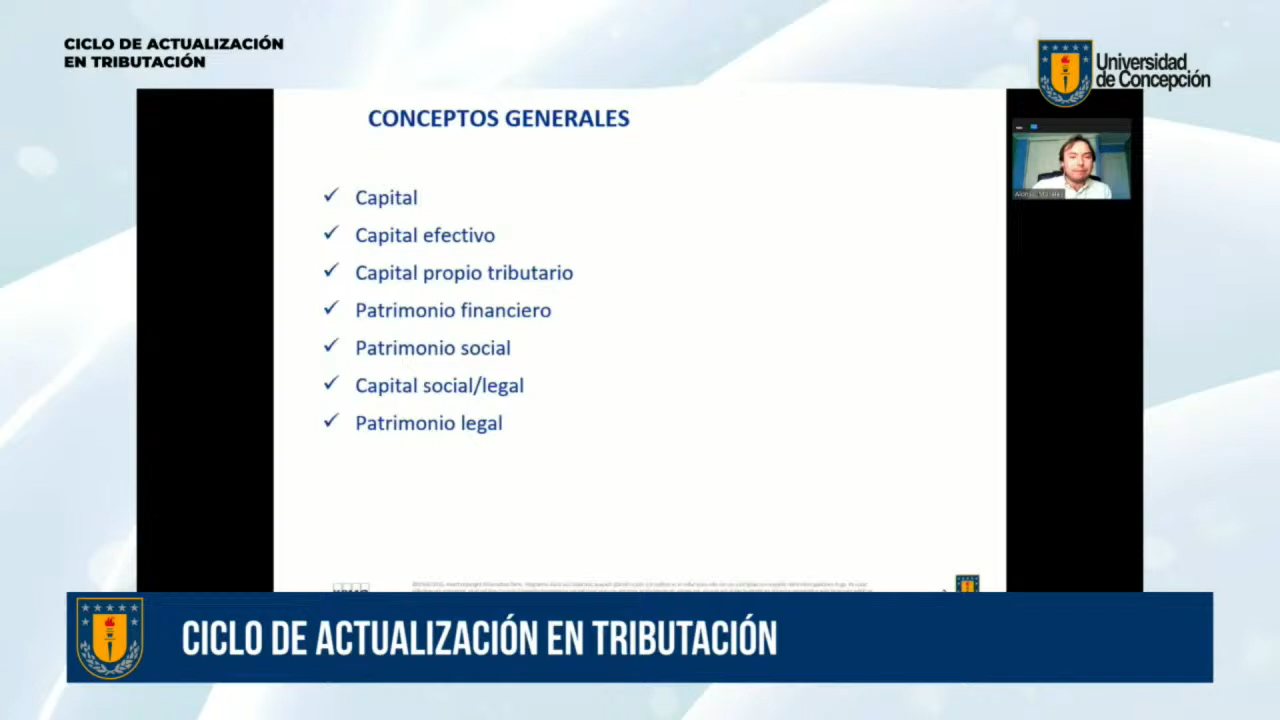 CICLO DE ACTUALIZACIÓN
EN TRIBUTACIÓN
Universidad
de Concepción
CONCEPTOS GENERALES
✓ Capital
✓ Capital efectivo
✓ Capital propio tributario
✓ Patrimonio financiero
✓ Patrimonio social
✓ Capital social/legal
✓ Patrimonio legal
CICLO DE ACTUALIZACIÓN EN TRIBUTACIÓN